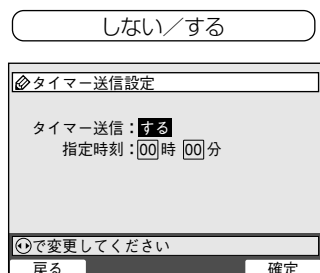 しない／する
タイマー送信設定
タイマー送信：する
指定時刻：00時 00分
で変更してください
戻る 確定